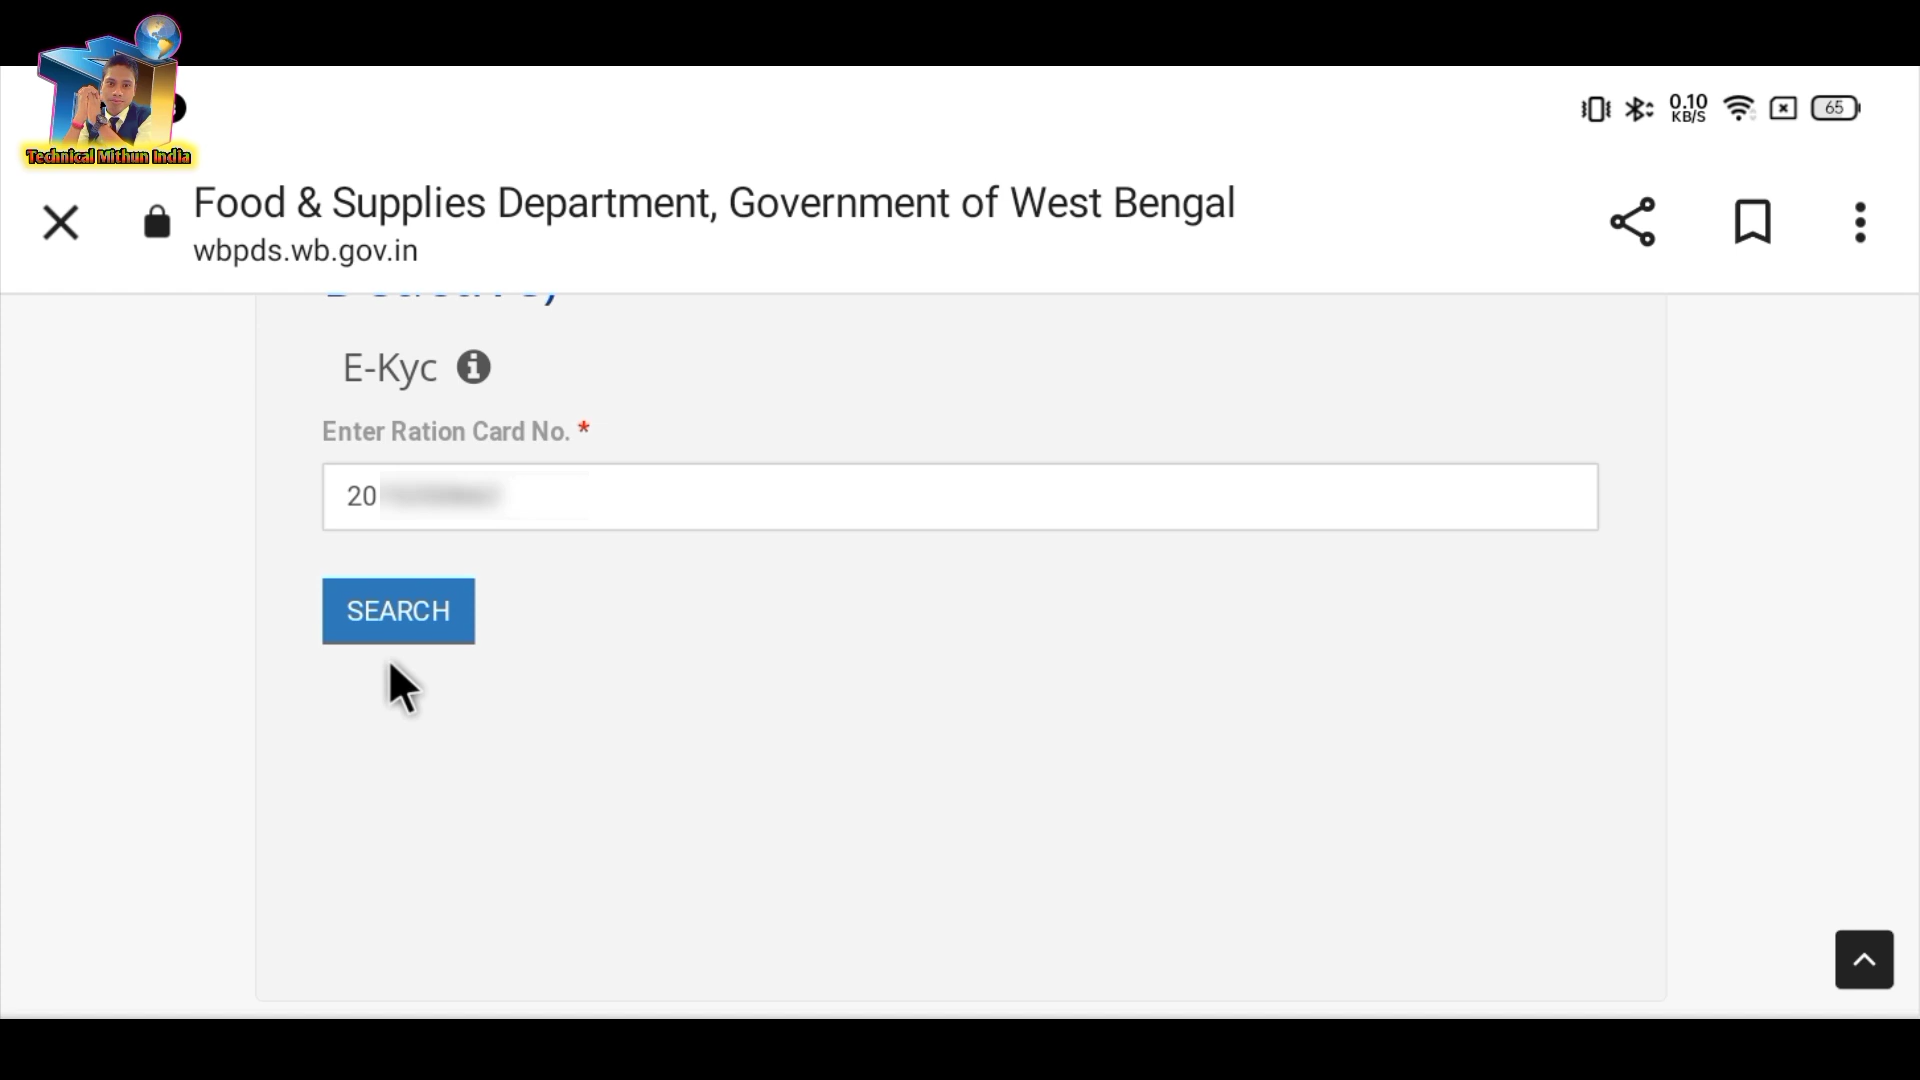 Technical Mithun India
0.10
KB/S
65
Food & Supplies Department, Government of West Bengal
wbpds.wb.gov.in
E-Kyc
Enter Ration Card No. *
20
SEARCH